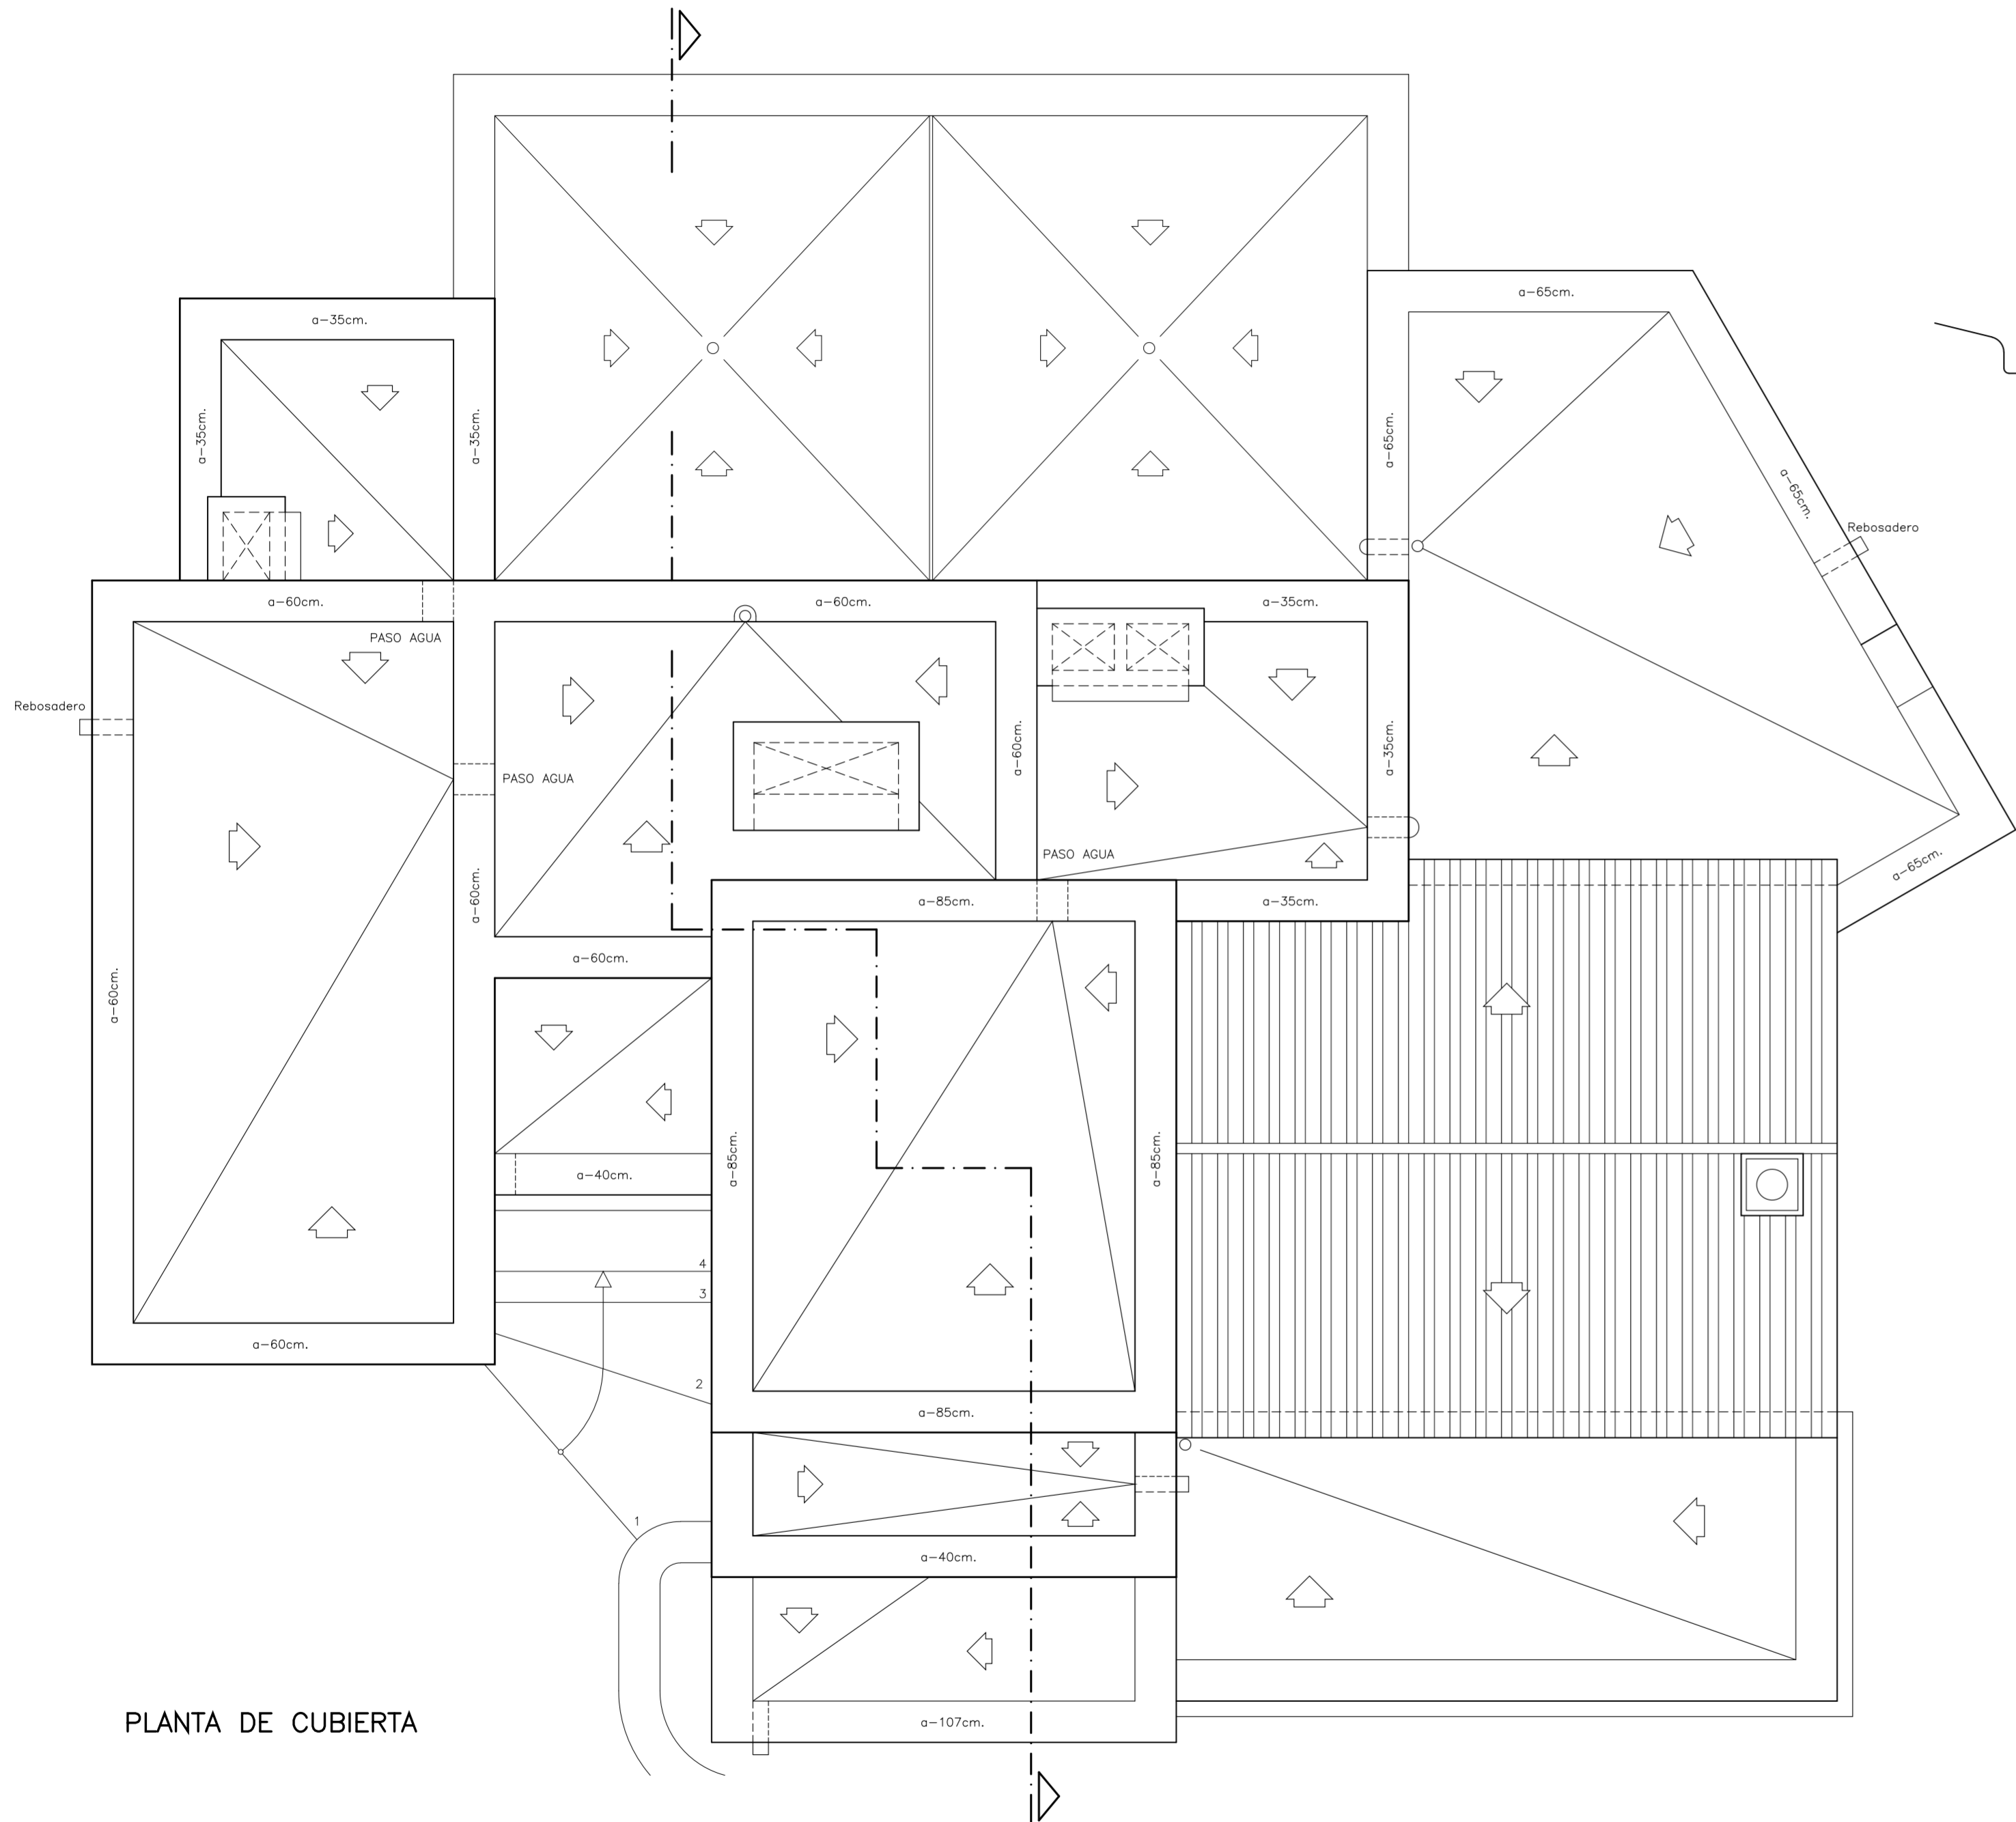 a-65cm.
a-35cm.
a-35cm.
a-35cm.
a-65cm.
a-65cm.
Rebosadero
a-60cm.
a-60cm.
a-35cm.
PASO AGUA
Rebosadero
a-60cm.
a-35cm.
PASO AGUA
PASO AGUA
a-65cm.
a-60cm.
a-85cm.
a-35cm.
a-60cm.
a-60cm.
a-85cm.
a-85cm.
a-40cm.
4
3
a-60cm.
2
a-85cm.
1
a-40cm.
PLANTA DE CUBIERTA
a-107cm.